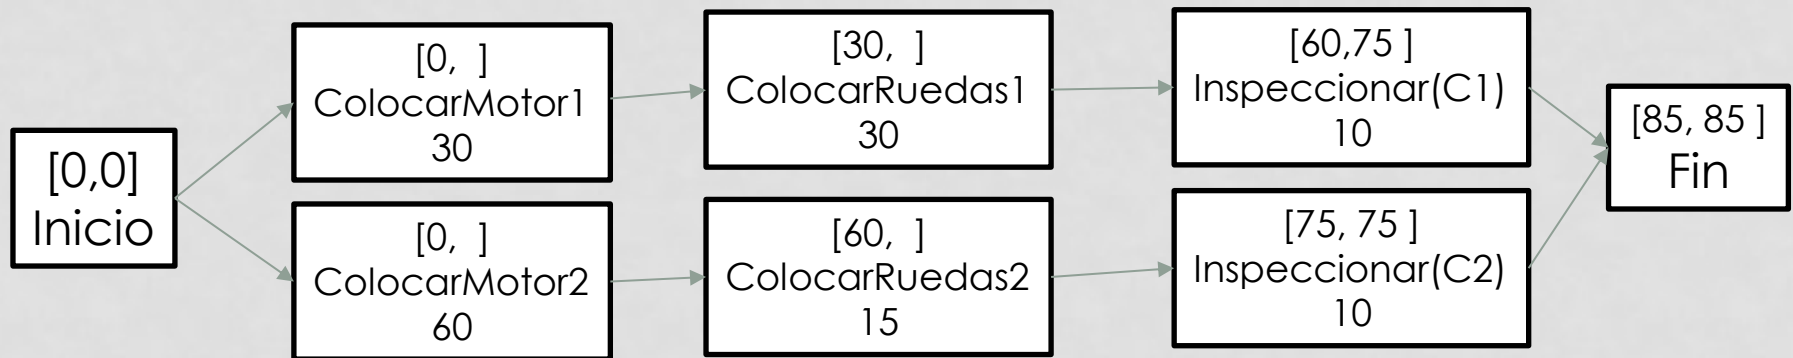 [0,0]
Inicio
[0,  ]
ColocarMotor1
30
[30,  ]
ColocarRuedas1
30
[60,75 ]
Inspeccionar(C1)
10
[0,  ]
ColocarMotor2
60
[60,  ]
ColocarRuedas2
15
[75, 75 ]
Inspeccionar(C2)
10
[85, 85 ]
Fin